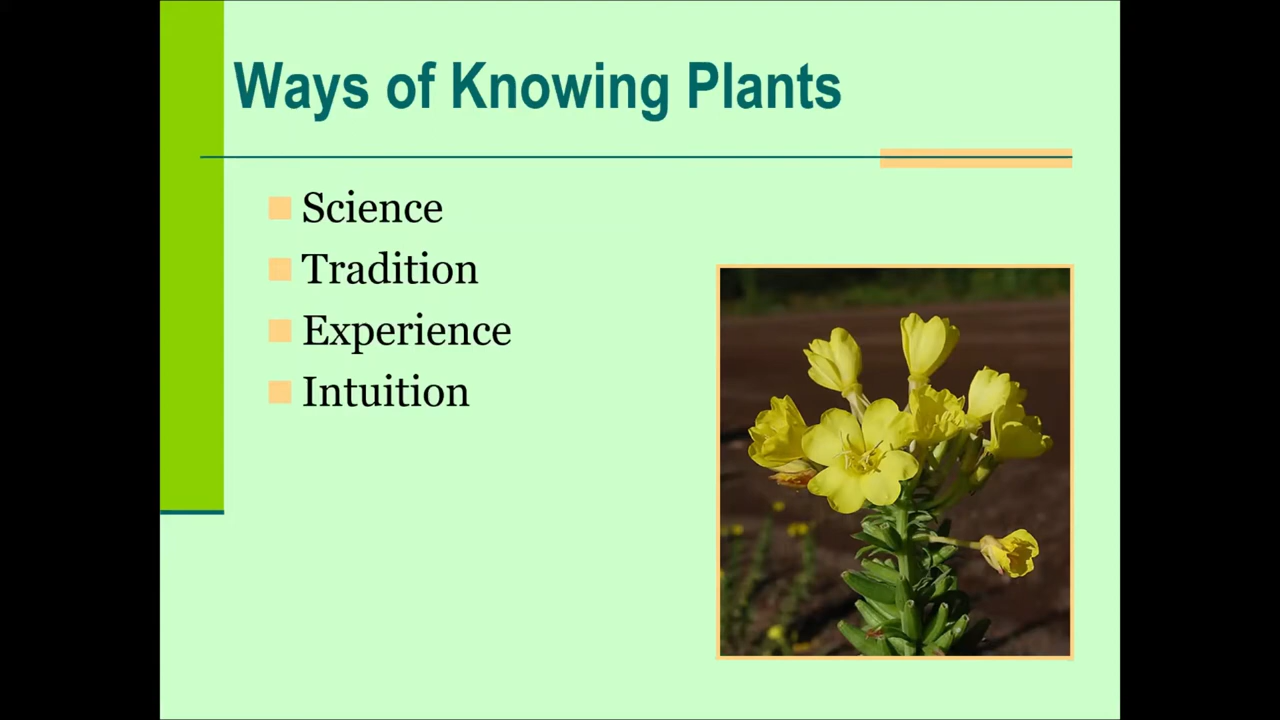 Ways of Knowing Plants
Science
Tradition
Experience
Intuition